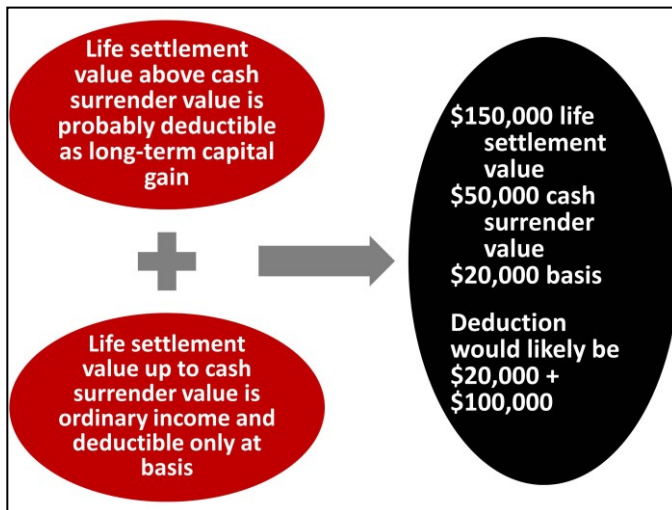 Life settlement
value above cash
surrender value is
probably deductible
as long-term capital
gain
Life settlement
value up to cash
surrender value is
ordinary income and
deductible only at
basis
$150,000 life
settlement
value
$50,000 cash
surrender
value
$20,000 basis
Deduction
would likely be
$20,000 +
$100,000